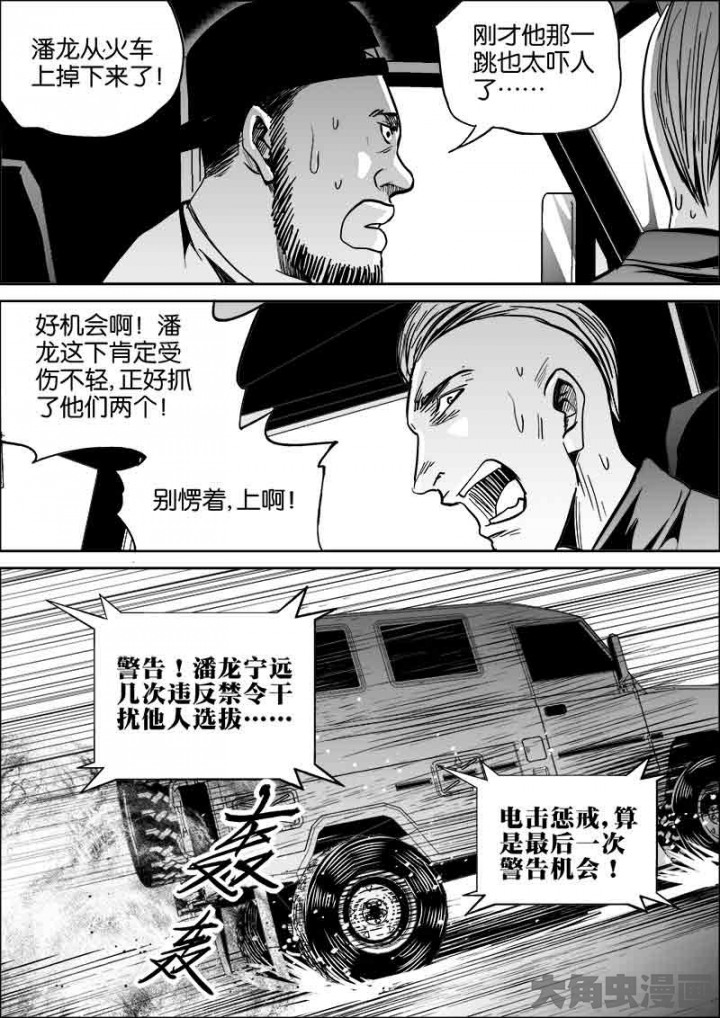 潘龙从火车
上掉下来了！
刚才他那一
跳也太吓人
了……
好机会啊！潘
龙这下肯定受
伤不轻,正好抓
了他们两个！
别愣着,上啊！
警告！潘龙宁远
几次违反禁令干
扰他人选拔……
电击惩戒,算
是最后一次
警告机会！
轰
轰
大角虫漫画